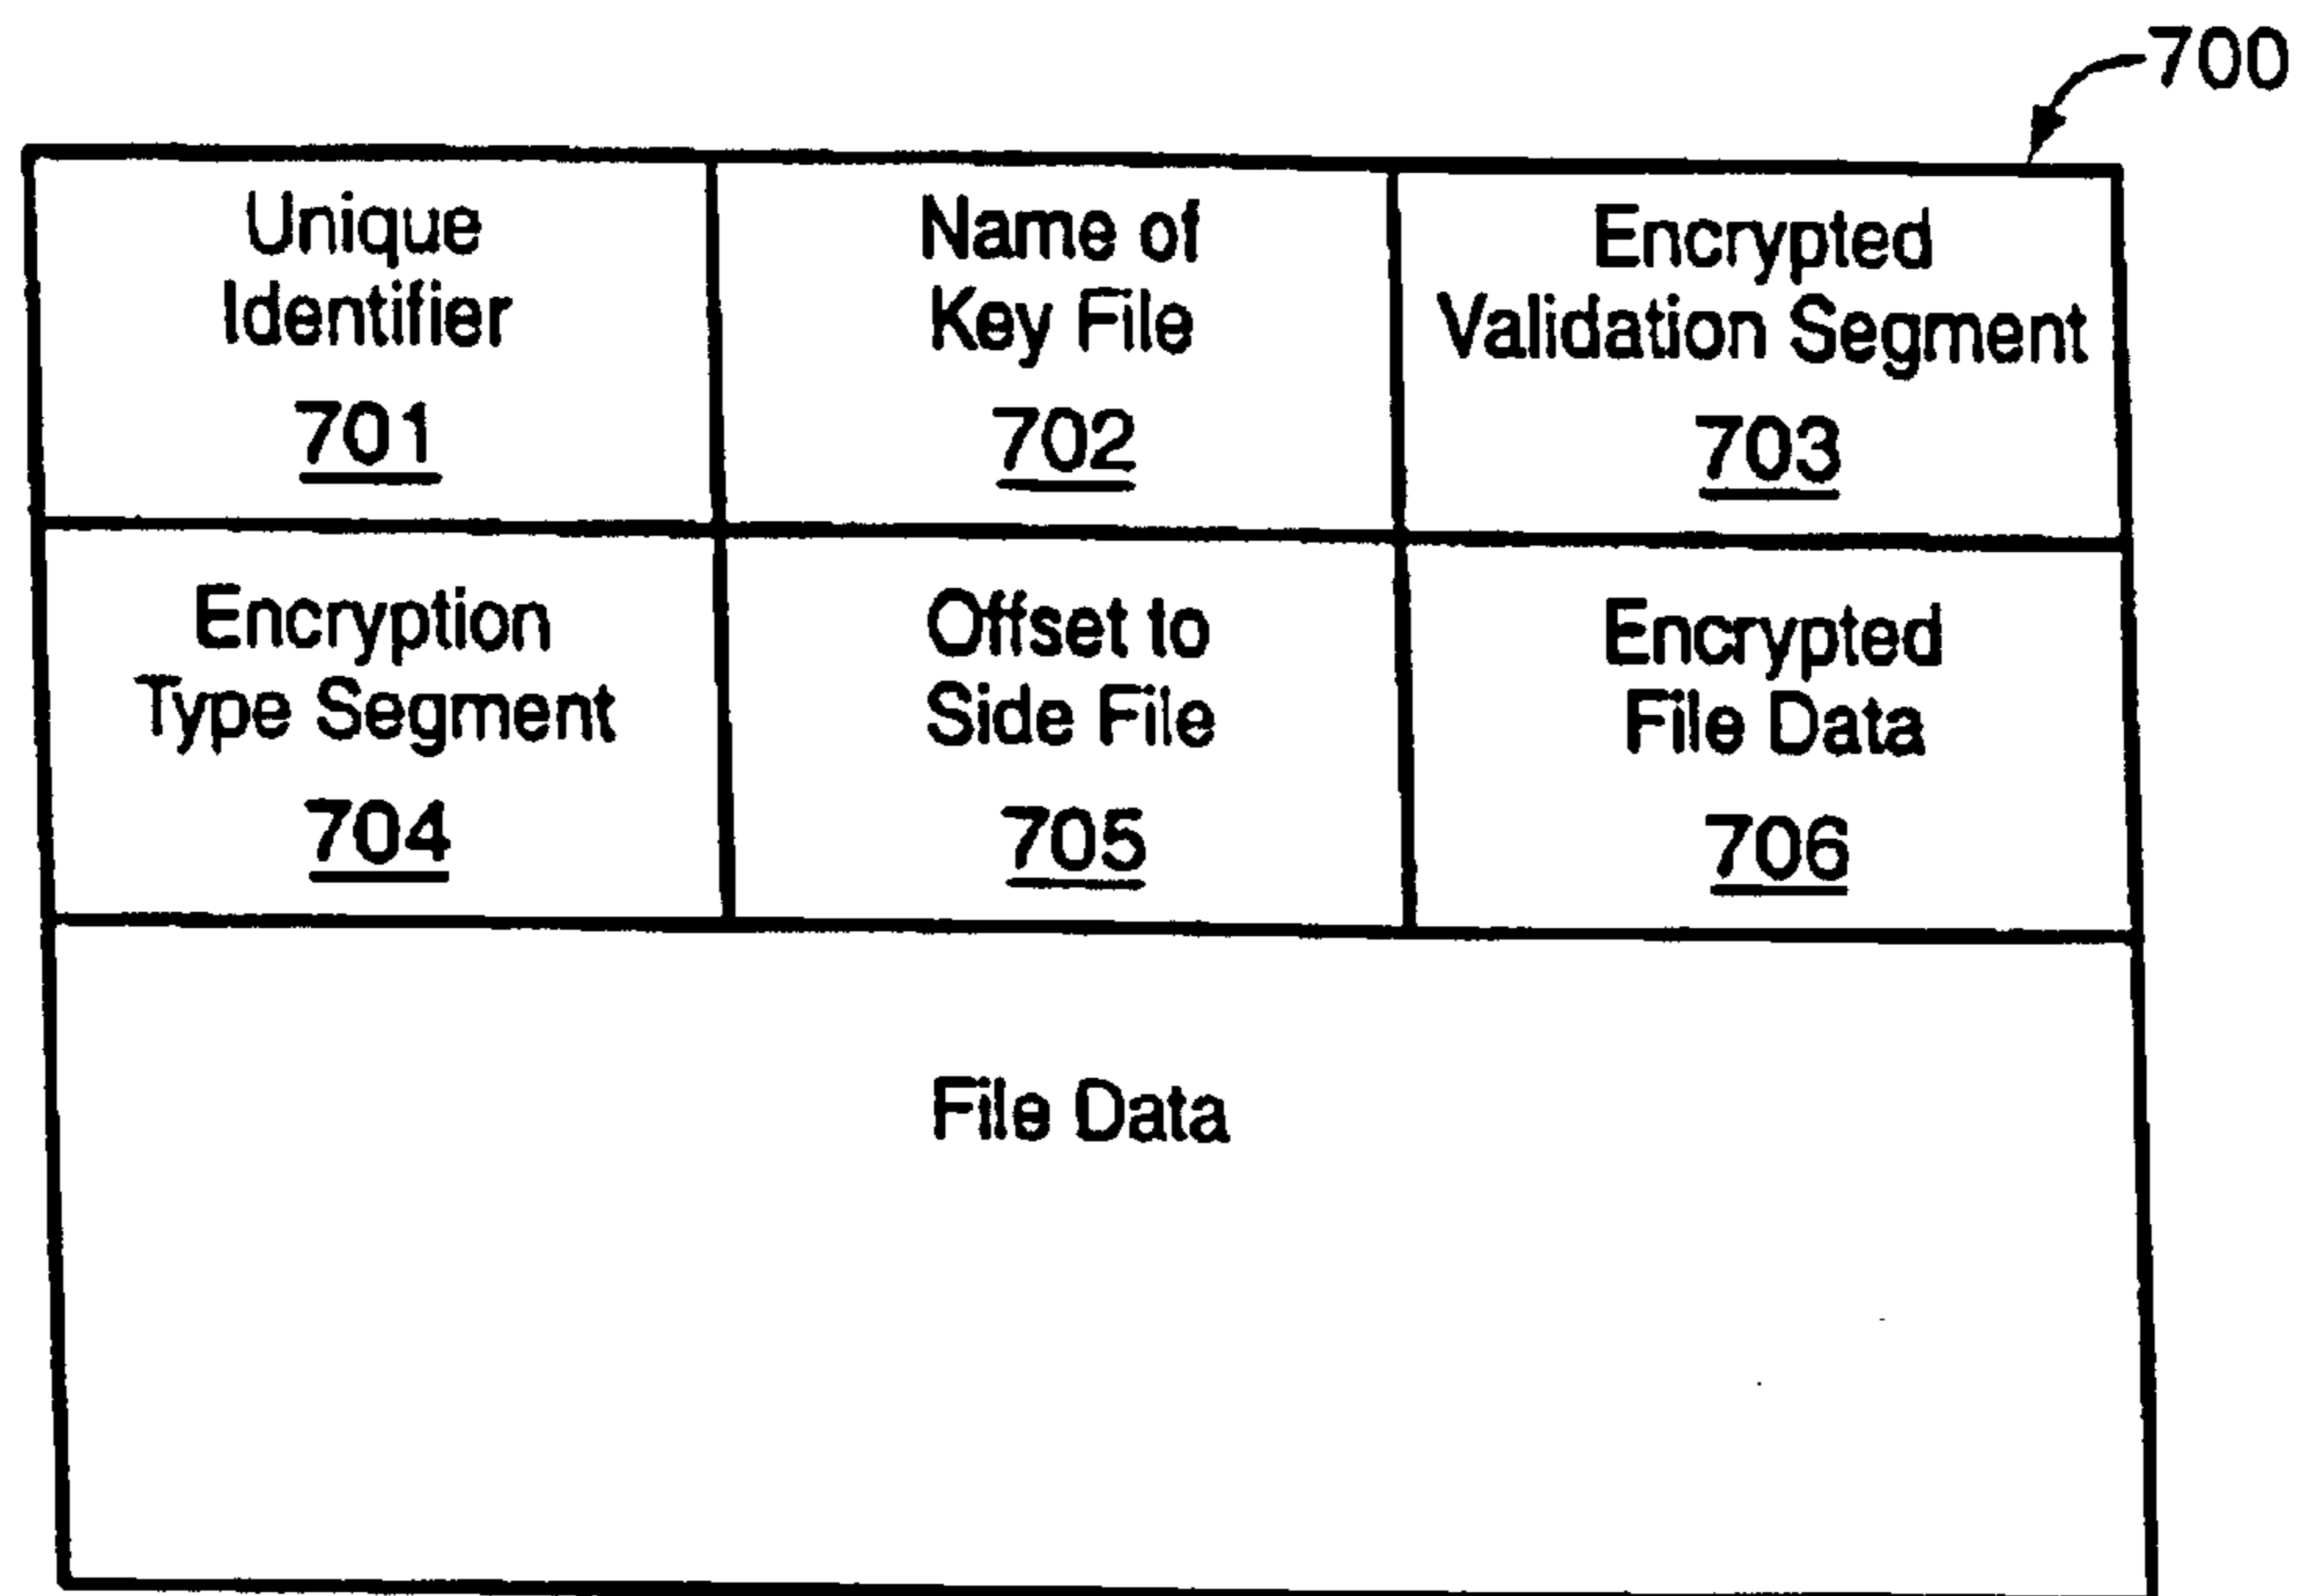 700
Unique
Identifier
701
Name of
Key File
702
Encrypted
Validation Segment
703
Encryption
Type Segment
704
Offset to
Side File
705
Encrypted
File Data
706
File Data